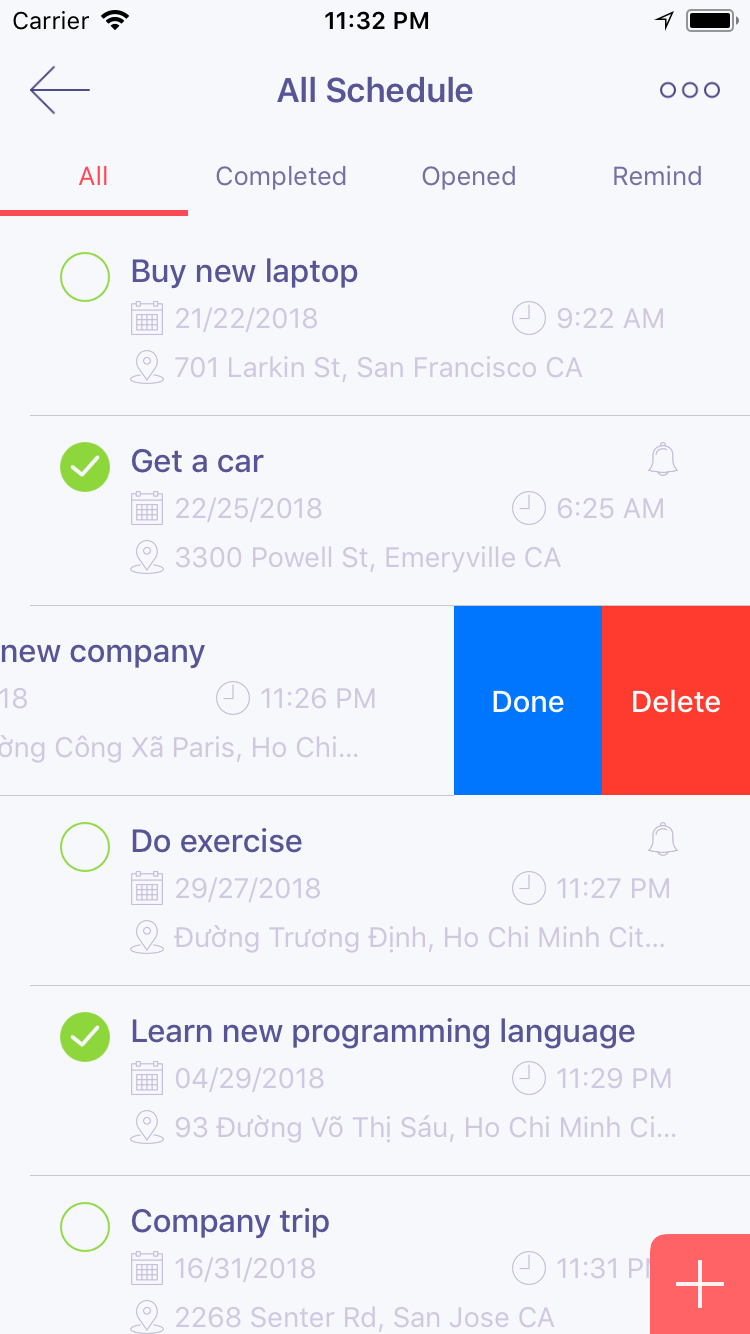 Carrier 11:32 PM
All Schedule
All Completed Opened Remind
Buy new laptop
21/22/2018 9:22 AM
701 Larkin St, San Francisco CA
Get a car
22/25/2018 6:25 AM
3300 Powell St, Emeryville CA
new company
18 11:26 PM
ờng Công Xã Paris, Ho Chi...
Done Delete
Do exercise
29/27/2018 11:27 PM
Đường Trương Định, Ho Chi Minh Cit...
Learn new programming language
04/29/2018 11:29 PM
93 Đường Võ Thị Sáu, Ho Chi Minh Ci...
Company trip
16/31/2018 11:31 P
2268 Senter Rd, San Jose CA